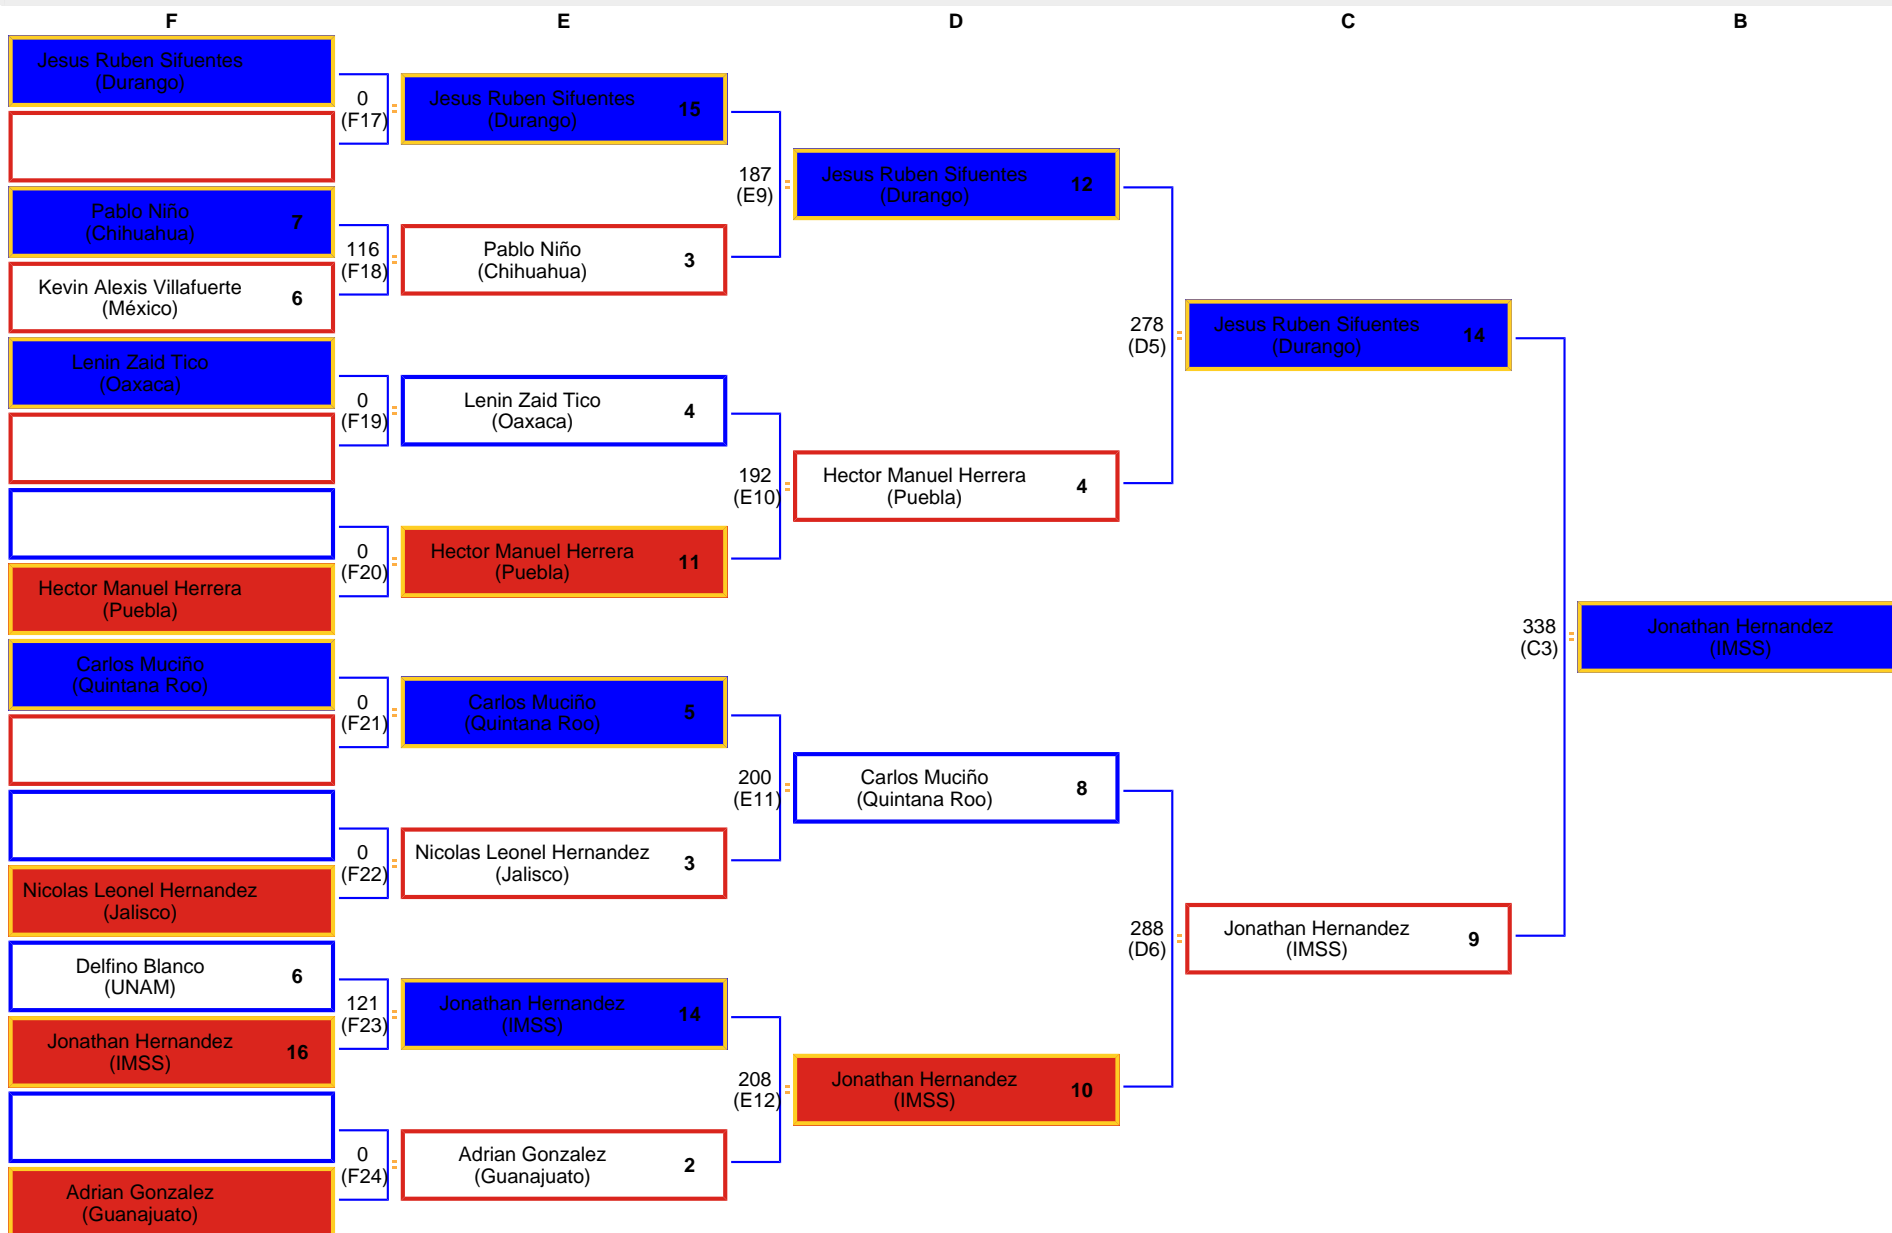 F E D C B
Jesus Ruben Sifuentes
(Durango)
0
(F17)
Jesus Ruben Sifuentes 15
(Durango)
Pablo Niño 7
(Chihuahua)
116
(F18)
Kevin Alexis Villafuerte 6
(México)
Pablo Niño 3
(Chihuahua)
187
(E9)
Jesus Ruben Sifuentes 12
(Durango)
Lenin Zaid Tico
(Oaxaca)
0
(F19)
Lenin Zaid Tico 4
(Oaxaca)
0
(F20)
Hector Manuel Herrera
(Puebla)
Hector Manuel Herrera 11
(Puebla)
192
(E10)
Hector Manuel Herrera 4
(Puebla)
278
(D5)
Jesus Ruben Sifuentes 14
(Durango)
Carlos Muciño
(Quintana Roo)
0
(F21)
Carlos Muciño 5
(Quintana Roo)
0
(F22)
Nicolas Leonel Hernandez
(Jalisco)
Nicolas Leonel Hernandez 3
(Jalisco)
200
(E11)
Carlos Muciño 8
(Quintana Roo)
Delfino Blanco 6
(UNAM)
121
(F23)
Jonathan Hernandez 16
(IMSS)
Jonathan Hernandez 14
(IMSS)
0
(F24)
Adrian Gonzalez
(Guanajuato)
Adrian Gonzalez 2
(Guanajuato)
208
(E12)
Jonathan Hernandez 10
(IMSS)
288
(D6)
Jonathan Hernandez 9
(IMSS)
338
(C3)
Jonathan Hernandez
(IMSS)